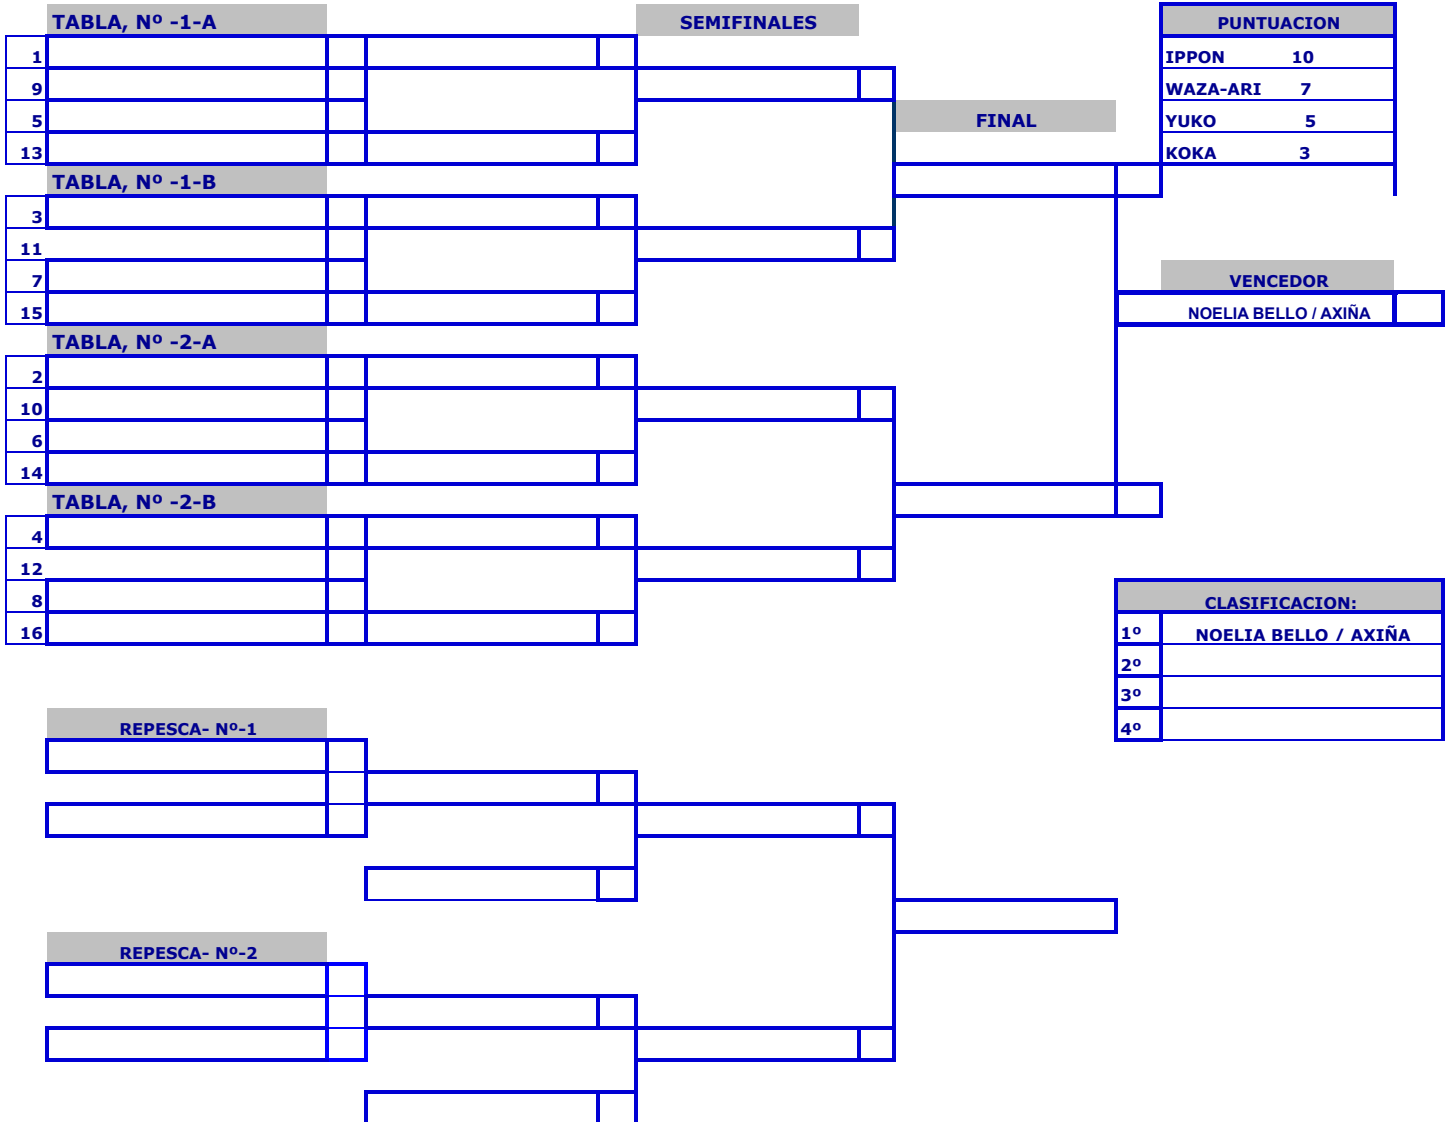 TABLA, Nº -1-A
SEMIFINALES
PUNTUACION
1
IPPON 10
9
WAZA-ARI 7
5
FINAL
YUKO 5
13
KOKA 3
TABLA, Nº -1-B
3
11
7
VENCEDOR
15
NOELIA BELLO / AXIÑA
TABLA, Nº -2-A
2
10
6
14
TABLA, Nº -2-B
4
12
8
CLASIFICACION:
16
1º NOELIA BELLO / AXIÑA
2º
3º
4º
REPESCA- Nº-1
REPESCA- Nº-2